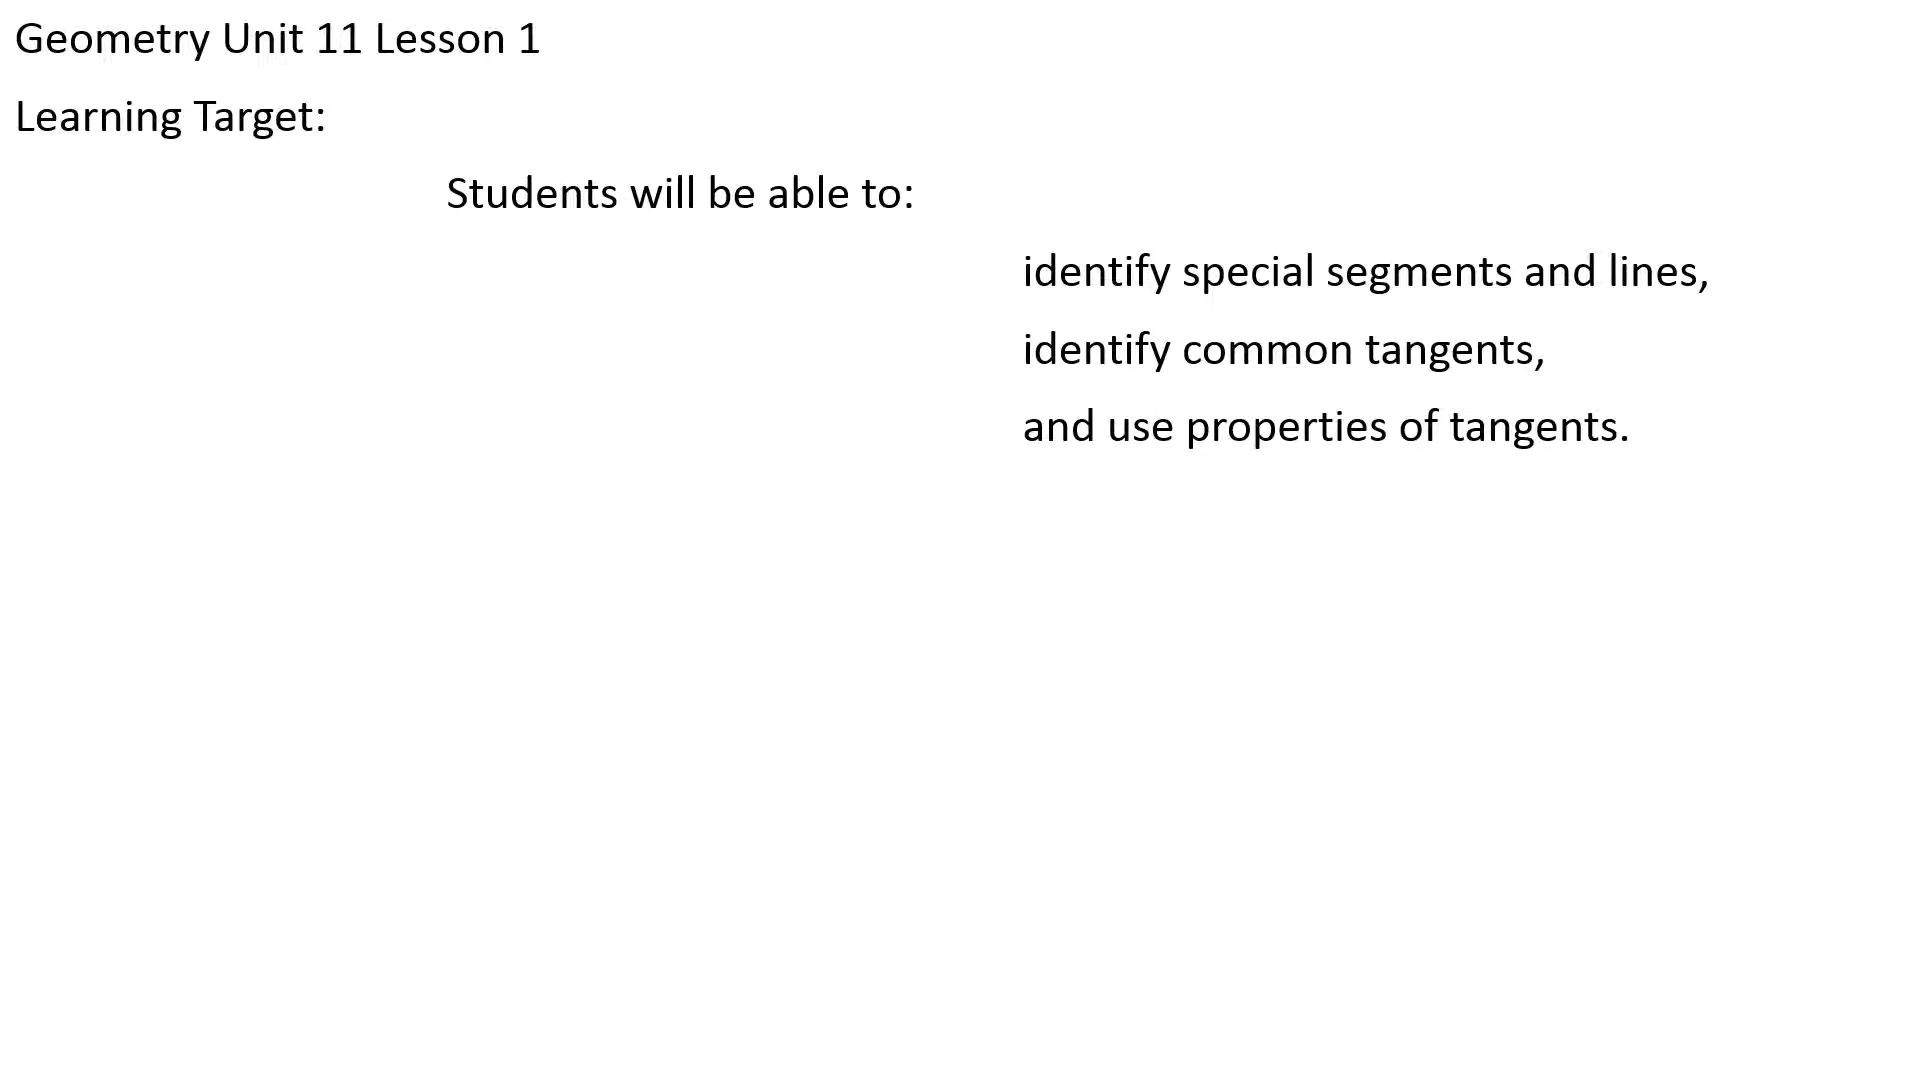 Geometry Unit 11 Lesson 1
Learning Target:
Students will be able to:
identify special segments and lines,
identify common tangents,
and use properties of tangents.